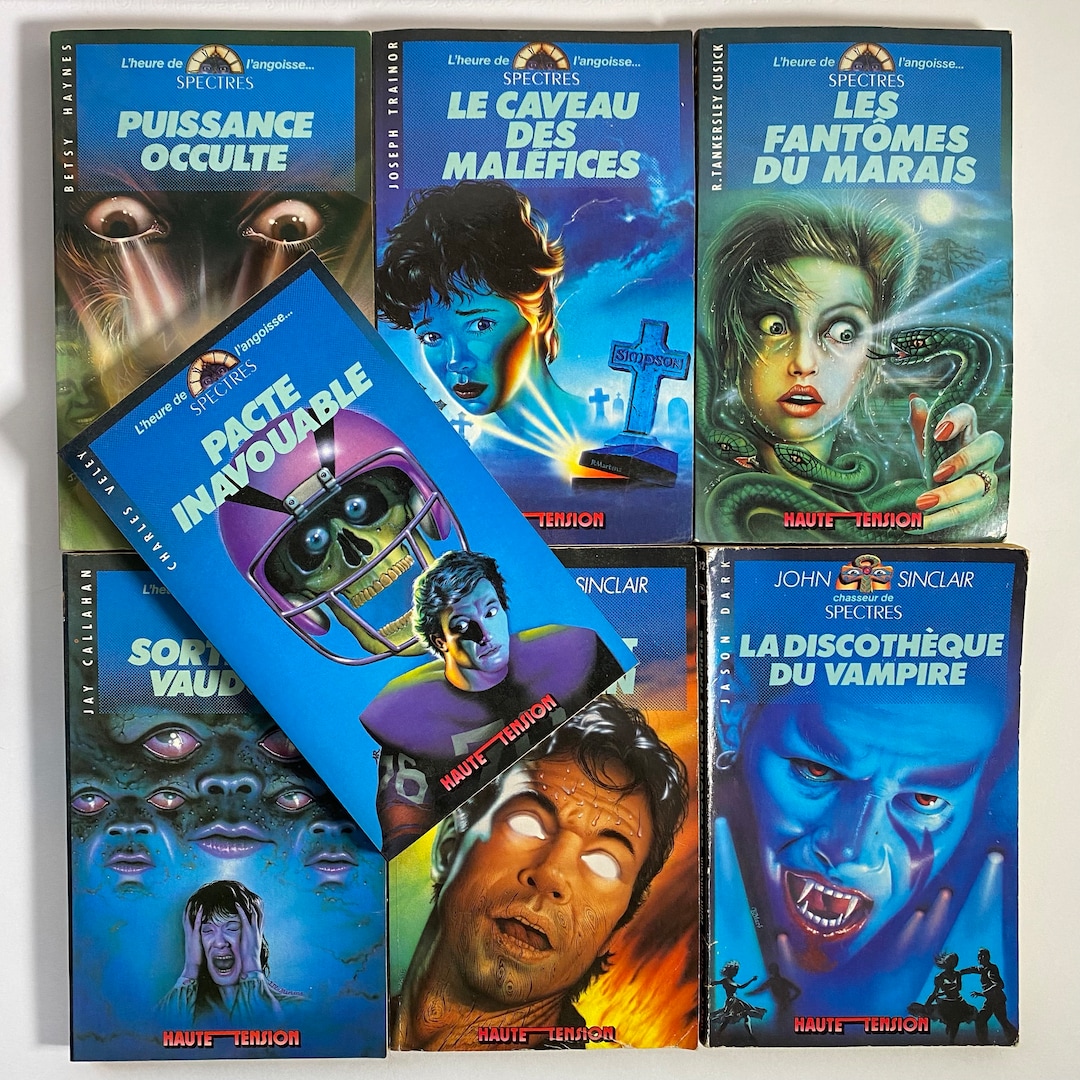 BETSY HAYNES
L'heure de l'angoisse...
SPECTRES
PUISSANCE
OCCULTE
JOSEPH TRAINOR
L'heure de l'angoisse...
SPECTRES
LE CAVEAU
DES
MALÉFICES
SIMPSON
HAUTE TENSION
R.TANKERSLEY CUSICK
L'heure de l'angoisse...
SPECTRES
LES
FANTÔMES
DU MARAIS
HAUTE TENSION
CHARLES VEILEY
L'heure de l'angoisse...
SPECTRES
PACTE
INAVOUABLE
HAUTE TENSION
JAY CALLAHAN
SORT
VAUD
HAUTE TENSION
SINCLAIR
HAUTE TENSION
JASON DARK
JOHN SINCLAIR
chasseur de
SPECTRES
LA DISCOTHÈQUE
DU VAMPIRE
HAUTE TENSION